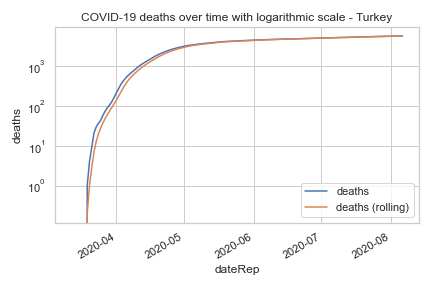 COVID-19 deaths over time with logarithmic scale - Turkey
10³
10²
10¹
10⁰
deaths
deaths
deaths (rolling)
2020-04
2020-05
2020-06
2020-07
2020-08
dateRep